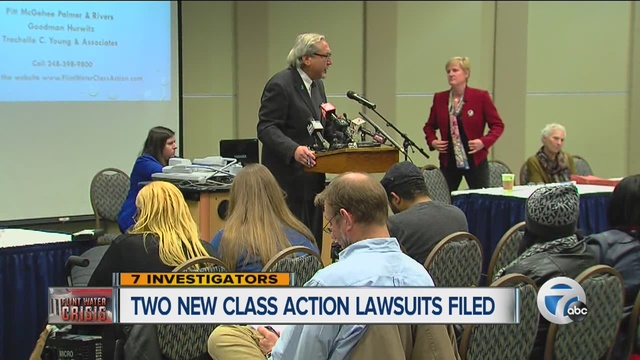 Pitt McGehee Palmer & Rivers
Goodman Hurwitz
Trachelle C. Young & Associates
Call 248-398-9800
the website www.FlintWaterClassAction.com
7 INVESTIGATORS
FLINT WATER
CRISIS
TWO NEW CLASS ACTION LAWSUITS FILED
7
abc
MICRO